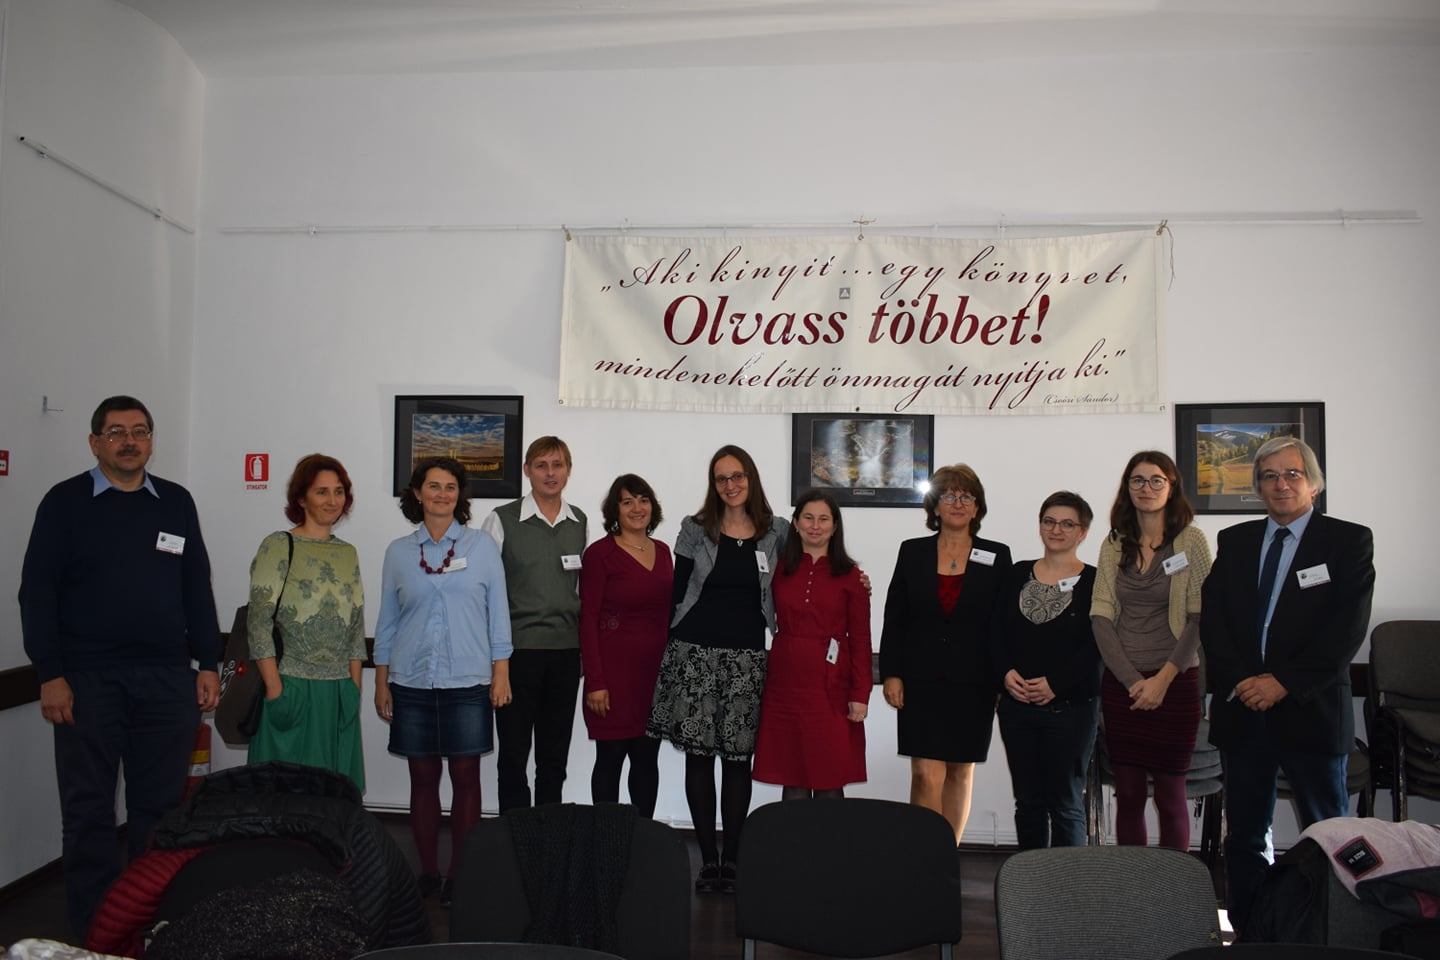 „Aki kinyit ... egy könyvet,
Olvass többet!
mindenekelőtt önmagát nyitja ki.”
(Csoóri Sándor)
STINGATOR